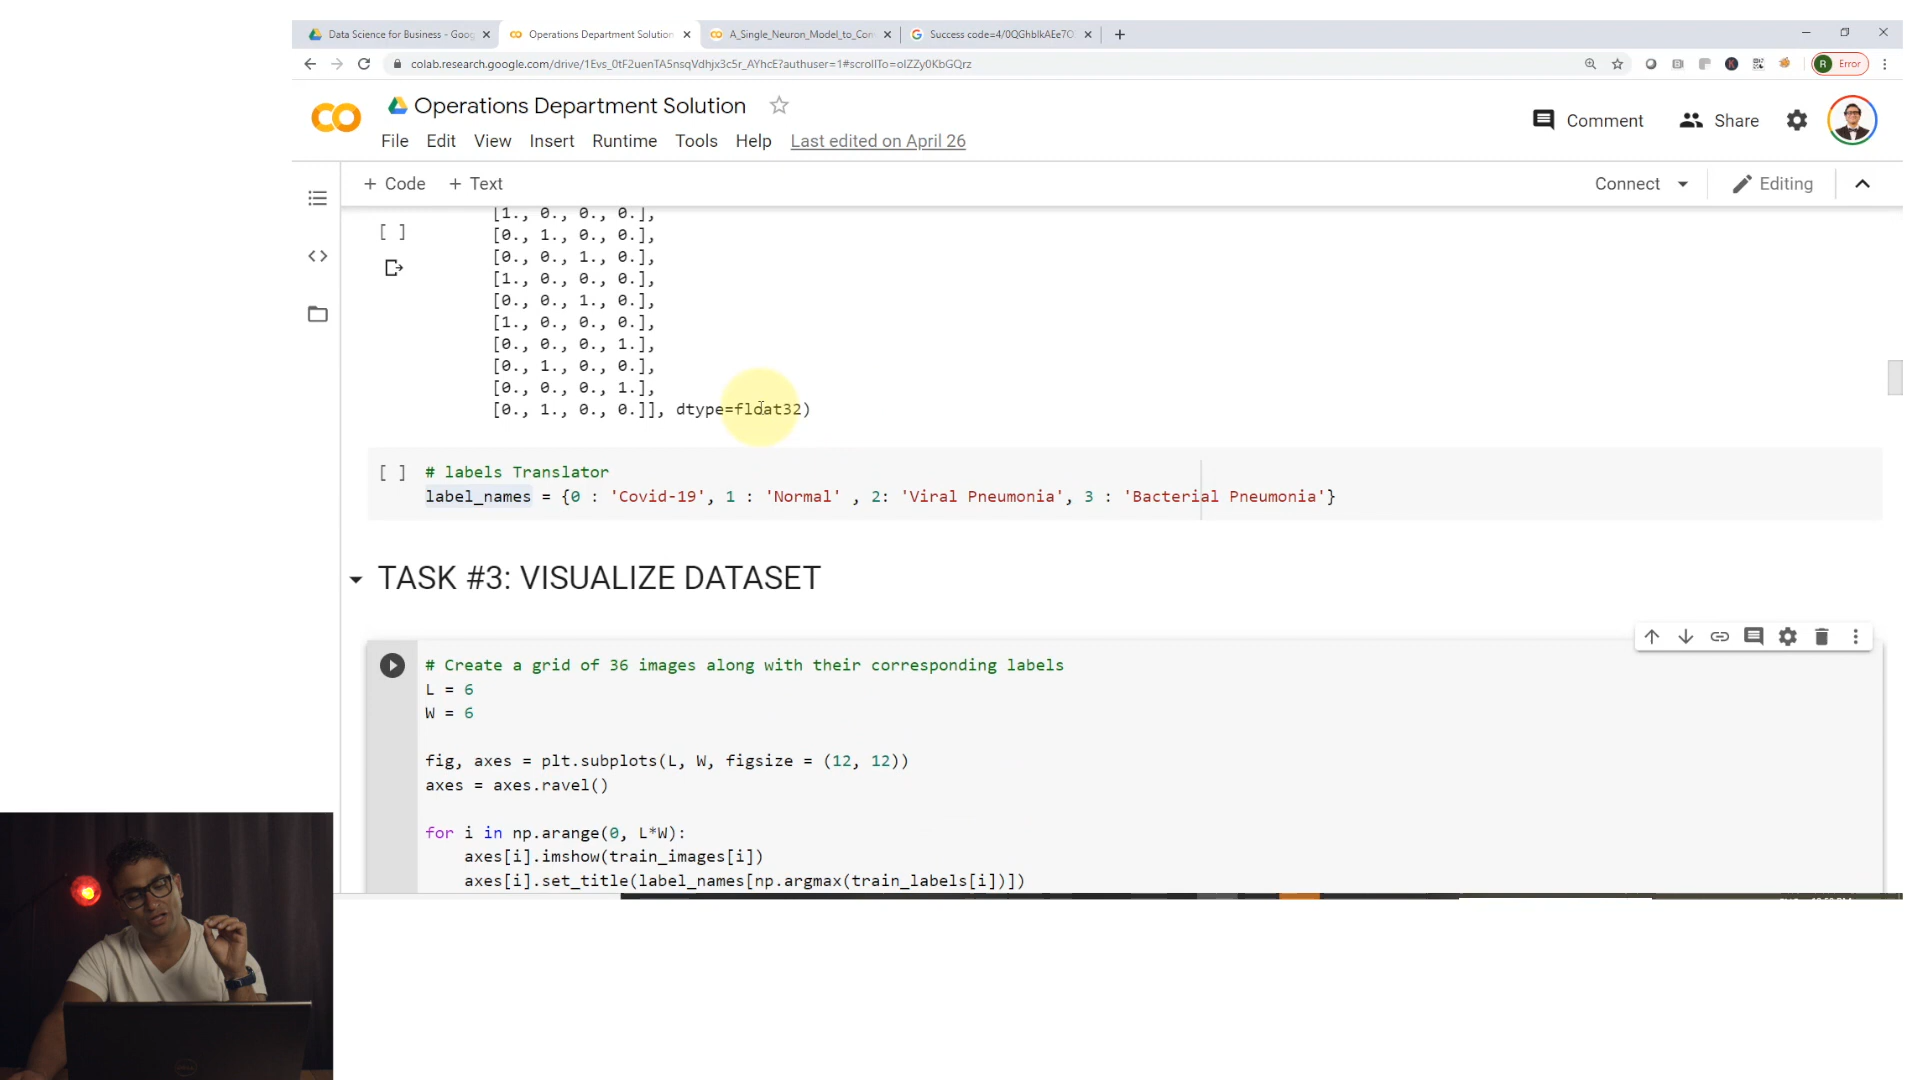 Data Science for Business - Goog
Operations Department Solution
A_Single_Neuron_Model_to_Con
Success code=4/0QGhblkAEe7O
colab.research.google.com/drive/1Evs_0tF2uenTA5nsqVdhjx3c5r_AYhcE?authuser=1#scrollTo=oIZZy0KbGQrz
R Error
CO Operations Department Solution
Comment Share
File Edit View Insert Runtime Tools Help Last edited on April 26
+ Code + Text Connect Editing
[1., 0., 0., 0.],
[ ] [0., 1., 0., 0.],
[0., 0., 1., 0.],
[1., 0., 0., 0.],
[0., 0., 1., 0.],
[1., 0., 0., 0.],
[0., 0., 0., 1.],
[0., 1., 0., 0.],
[0., 0., 0., 1.],
[0., 1., 0., 0.]], dtype=float32)
[ ] # labels Translator
label_names = {0 : 'Covid-19', 1 : 'Normal' , 2: 'Viral Pneumonia', 3 : 'Bacterial Pneumonia'}
TASK #3: VISUALIZE DATASET
# Create a grid of 36 images along with their corresponding labels
L = 6
W = 6
fig, axes = plt.subplots(L, W, figsize = (12, 12))
axes = axes.ravel()
for i in np.arange(0, L*W):
axes[i].imshow(train_images[i])
axes[i].set_title(label_names[np.argmax(train_labels[i])])